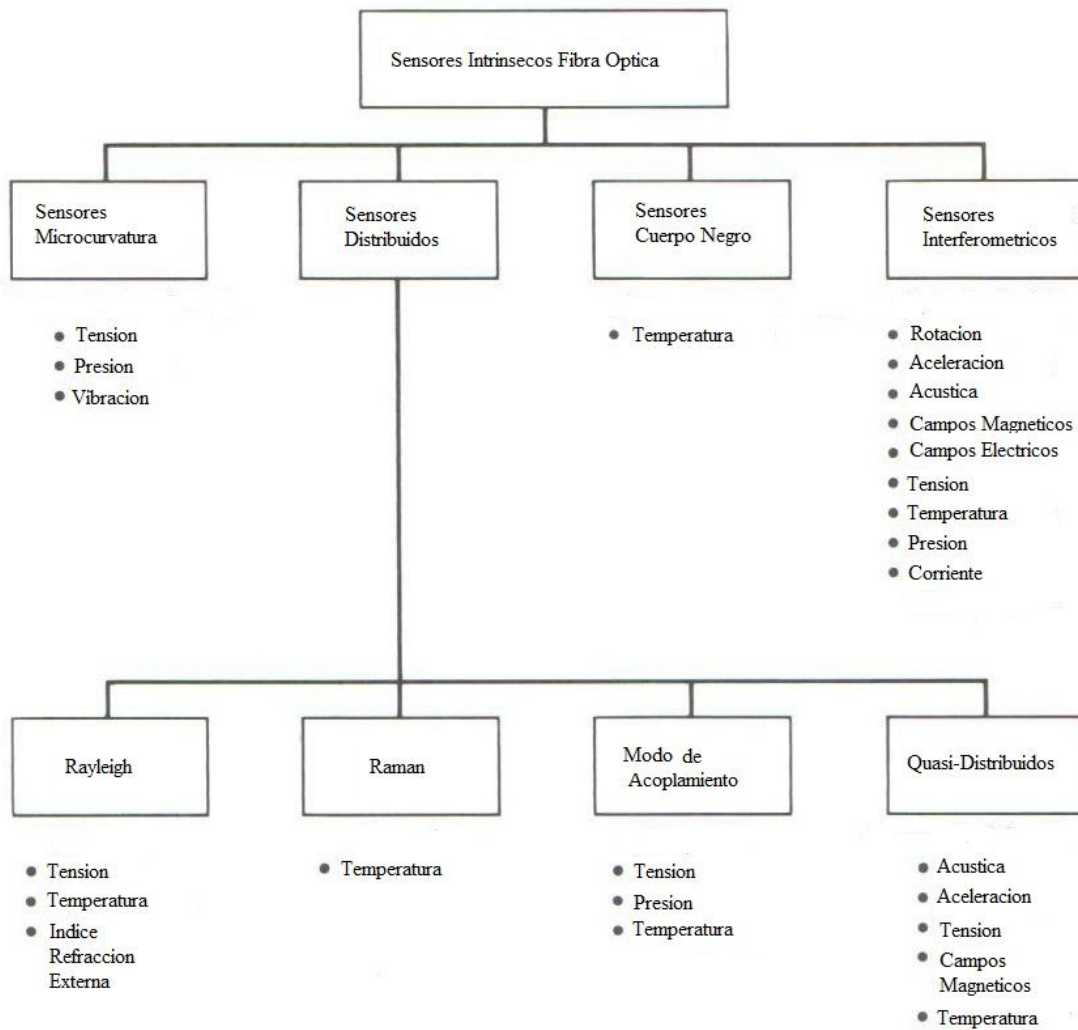 Sensores Intrinsecos Fibra Optica
Sensores
Microcurvatura
Sensores
Distribuidos
Sensores
Cuerpo Negro
Sensores
Interferometricos
Tension
Presion
Vibracion
Temperatura
Rotacion
Aceleracion
Acustica
Campos Magneticos
Campos Electricos
Tension
Temperatura
Presion
Corriente
Rayleigh
Raman
Modo de
Acoplamiento
Quasi-Distribuidos
Tension
Temperatura
Indice
Refraccion
Externa
Temperatura
Tension
Presion
Temperatura
Acustica
Aceleracion
Tension
Campos
Magneticos
Temperatura